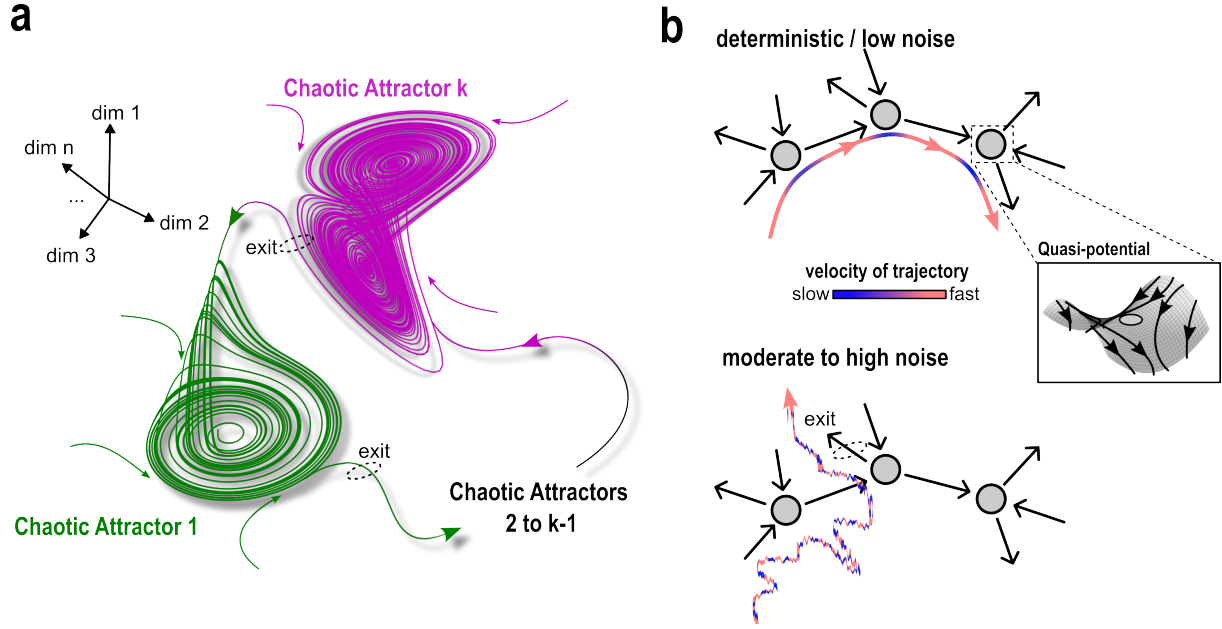 a
Chaotic Attractor k
dim 1
dim n
...
dim 2
dim 3
exit
exit
Chaotic Attractor 1
Chaotic Attractors
2 to k-1
b
deterministic / low noise
Quasi-potential
velocity of trajectory
slow fast
moderate to high noise
exit